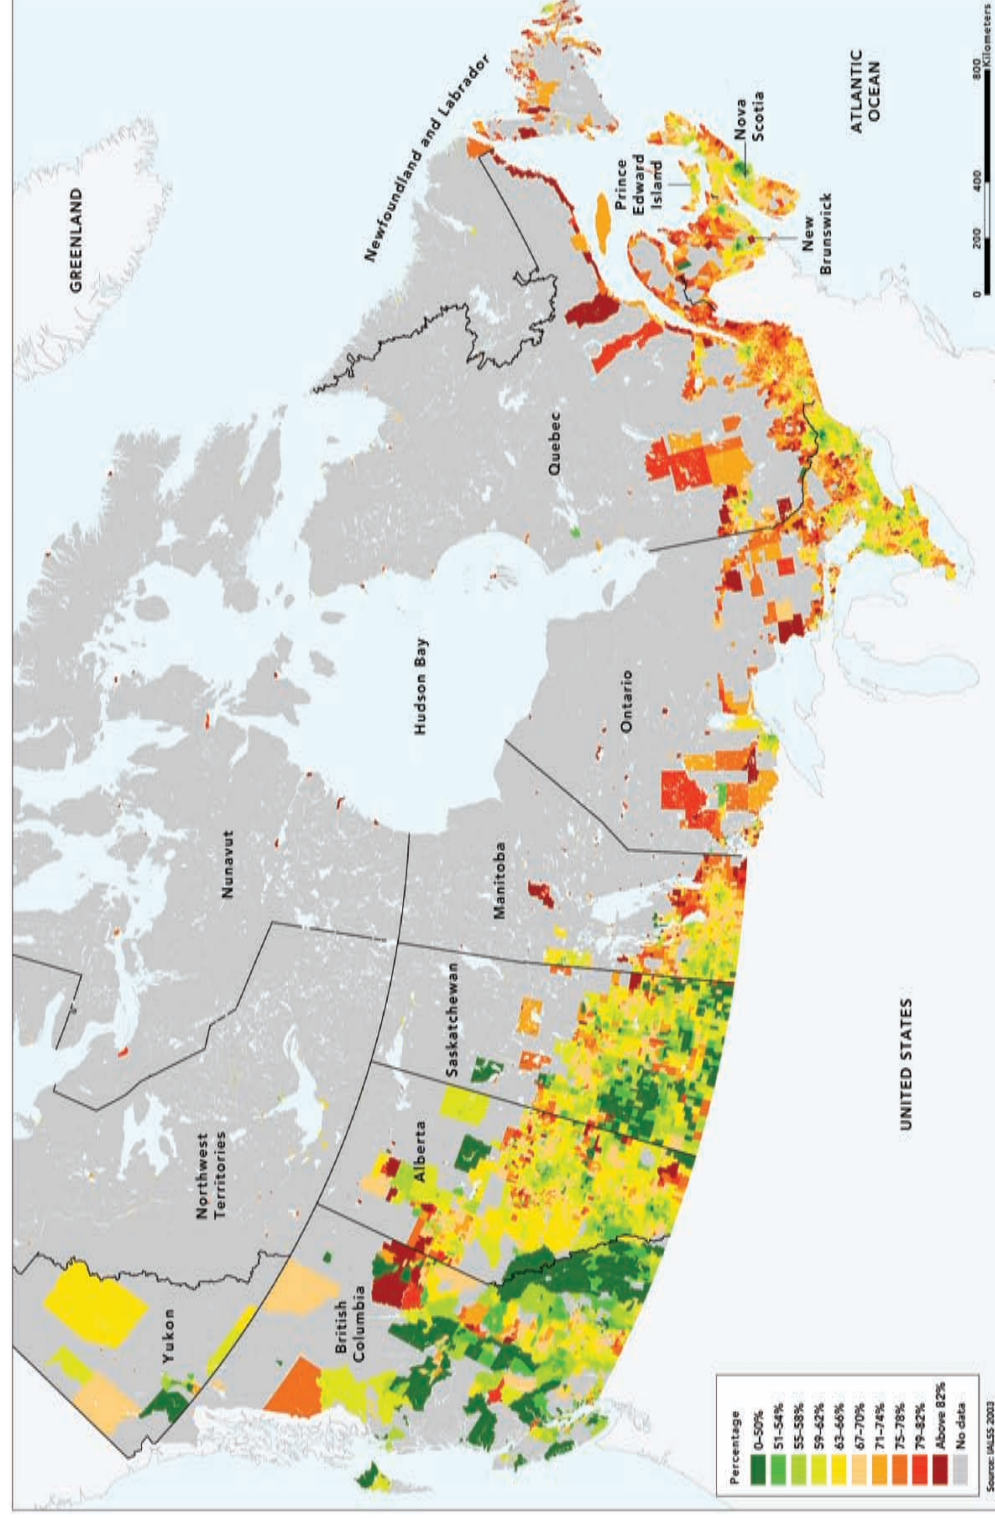 GREENLAND
Newfoundland and Labrador
Nunavut
Northwest
Territories
Yukon
Hudson Bay
Quebec
Prince
Edward
Island
Nova
Scotia
New
Brunswick
ATLANTIC
OCEAN
British
Columbia
Alberta
Saskatchewan
Manitoba
Ontario
UNITED STATES
Percentage
0–50%
51–54%
55–58%
59–62%
63–66%
67–70%
71–74%
75–78%
79–82%
Above 82%
No data
0 200 400 800
Kilometers
Source: IALSS 2003